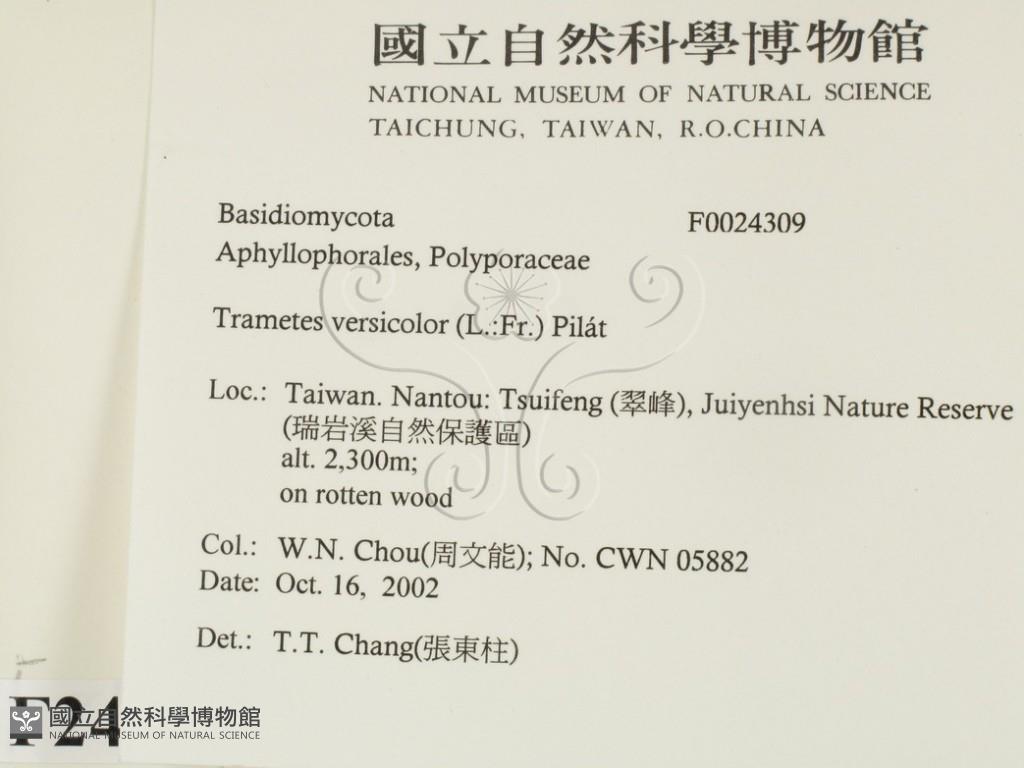 國立自然科學博物館
NATIONAL MUSEUM OF NATURAL SCIENCE
TAICHUNG, TAIWAN, R.O.CHINA
Basidiomycota F0024309
Aphyllophorales, Polyporaceae
Trametes versicolor (L.:Fr.) Pilát
Loc.: Taiwan. Nantou: Tsuifeng (翠峰), Juiyenhsi Nature Reserve
(瑞岩溪自然保護區)
alt. 2,300m;
on rotten wood
Col.: W.N. Chou(周文能); No. CWN 05882
Date: Oct. 16, 2002
Det.: T.T. Chang(張東柱)
F24
國立自然科學博物館
NATIONAL MUSEUM OF NATURAL SCIENCE